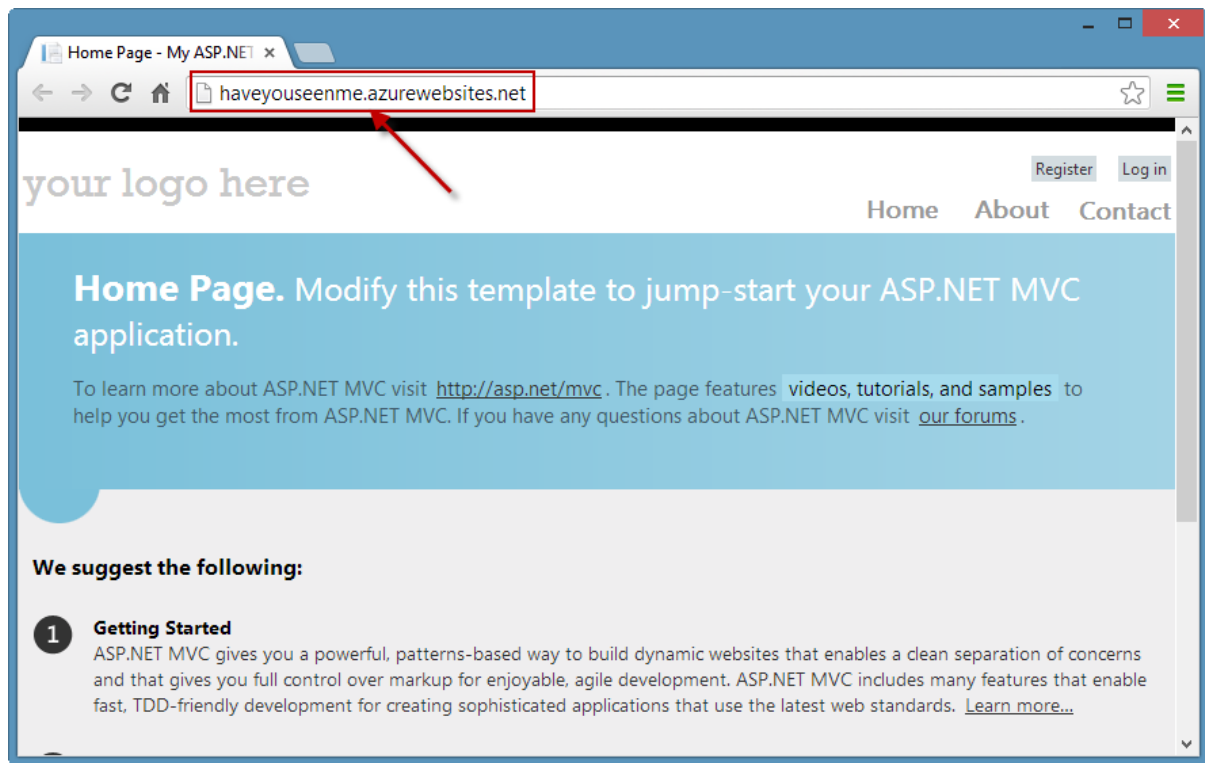 Home Page - My ASP.NET
haveyouseenme.azurewebsites.net
Register Log in
your logo here
Home About Contact
Home Page. Modify this template to jump-start your ASP.NET MVC
application.
To learn more about ASP.NET MVC visit http://asp.net/mvc . The page features videos, tutorials, and samples to
help you get the most from ASP.NET MVC. If you have any questions about ASP.NET MVC visit our forums .
We suggest the following:
1
Getting Started
ASP.NET MVC gives you a powerful, patterns-based way to build dynamic websites that enables a clean separation of concerns
and that gives you full control over markup for enjoyable, agile development. ASP.NET MVC includes many features that enable
fast, TDD-friendly development for creating sophisticated applications that use the latest web standards. Learn more...